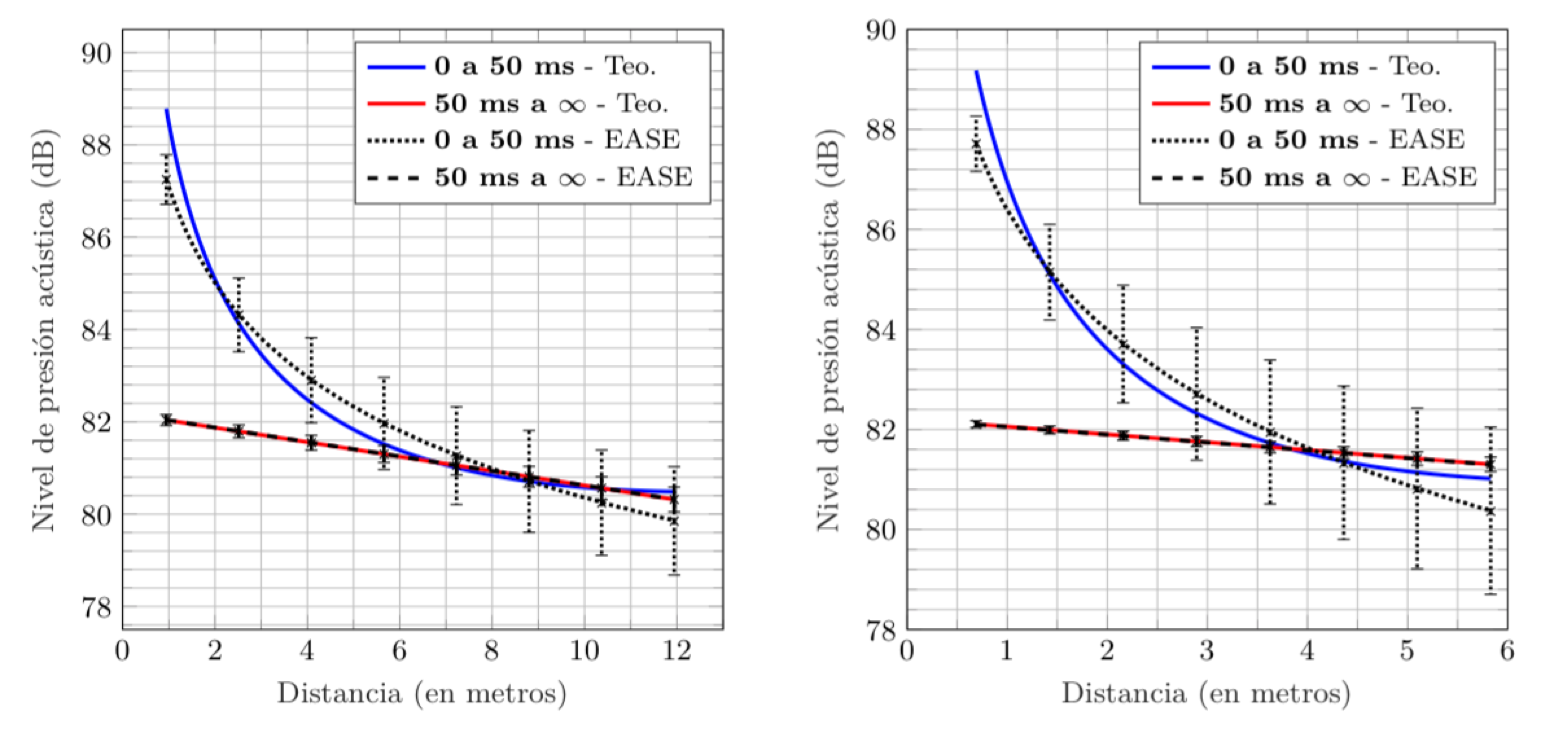 Nivel de presión acústica (dB)
90
88
86
84
82
80
78
0 2 4 6 8 10 12
Distancia (en metros)
0 a 50 ms - Teo.
50 ms a ∞ - Teo.
0 a 50 ms - EASE
50 ms a ∞ - EASE
Nivel de presión acústica (dB)
90
88
86
84
82
80
78
0 1 2 3 4 5 6
Distancia (en metros)
0 a 50 ms - Teo.
50 ms a ∞ - Teo.
0 a 50 ms - EASE
50 ms a ∞ - EASE